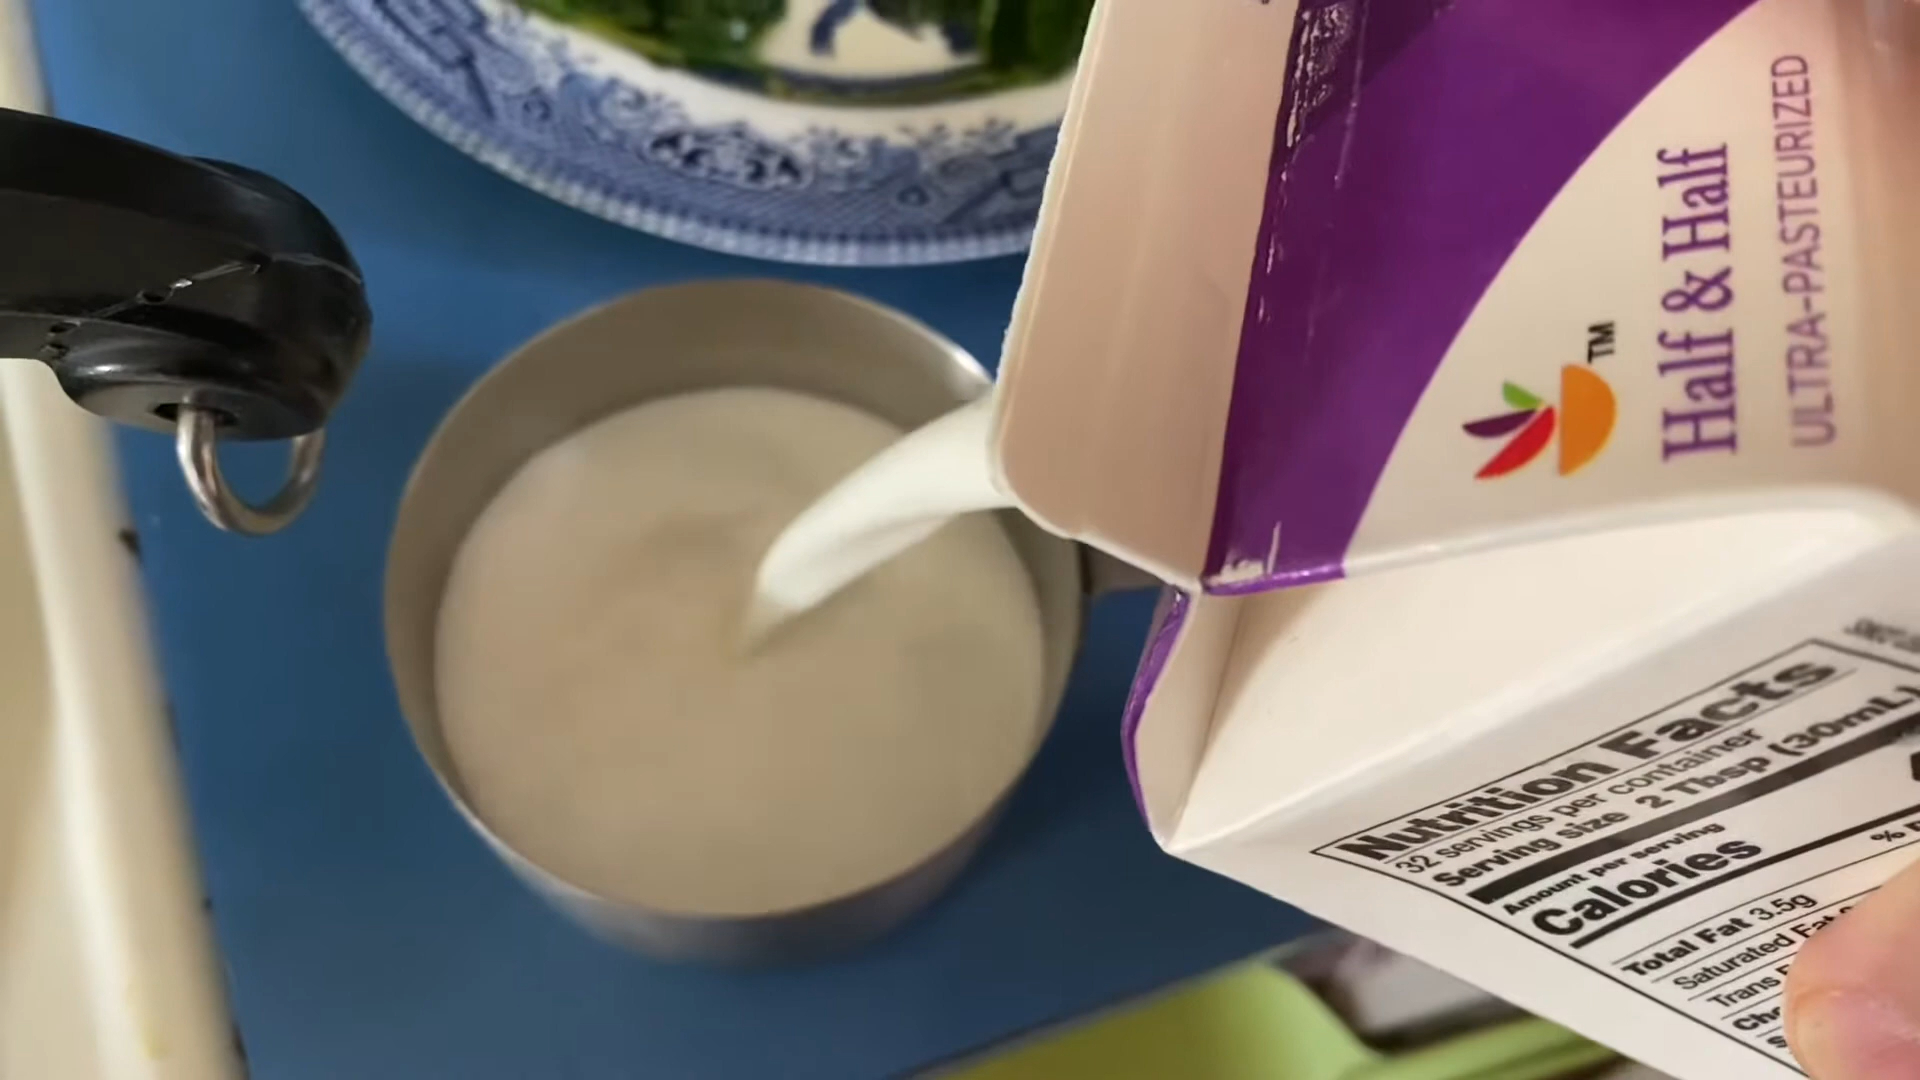 Half & Half
ULTRA-PASTEURIZED
TM
Nutrition Facts
32 servings per container
Serving size 2 Tbsp (30mL)
Amount per serving
Calories
% 
Total Fat 3.5g
Saturated Fat
Trans